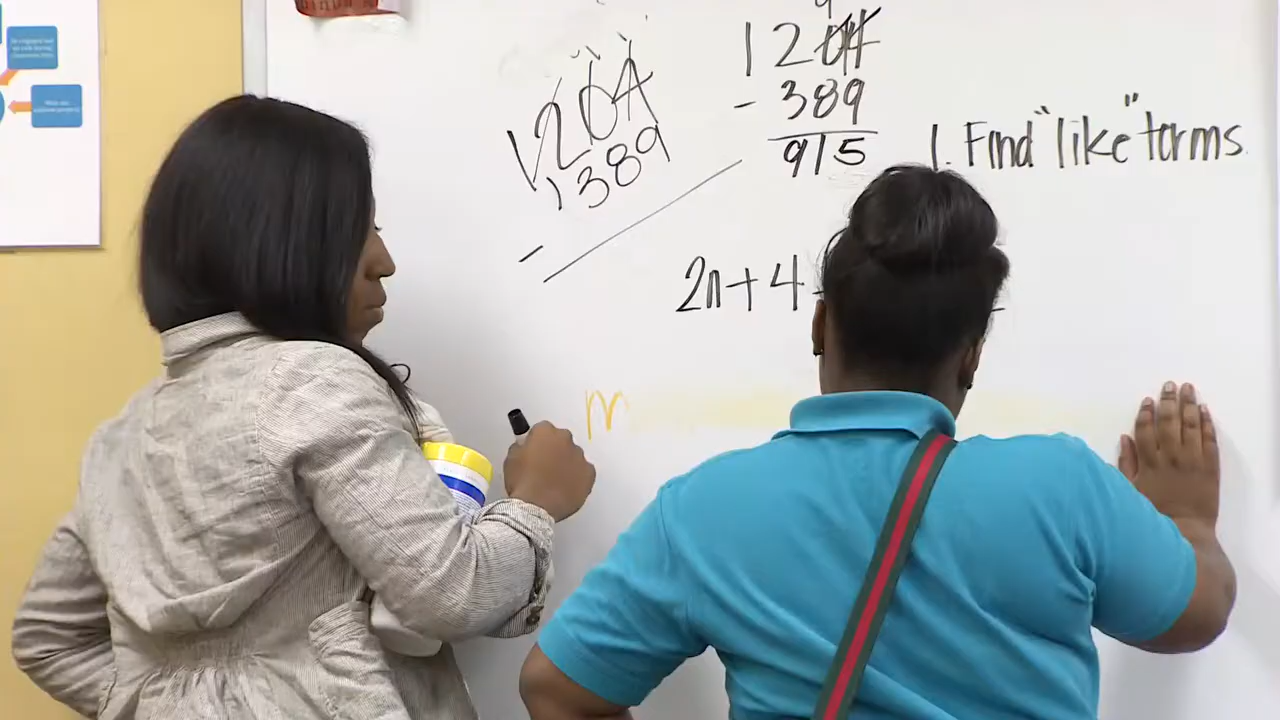 1204
1389
-
1204
- 389
915
1. Find "like" terms.
2n + 4
m